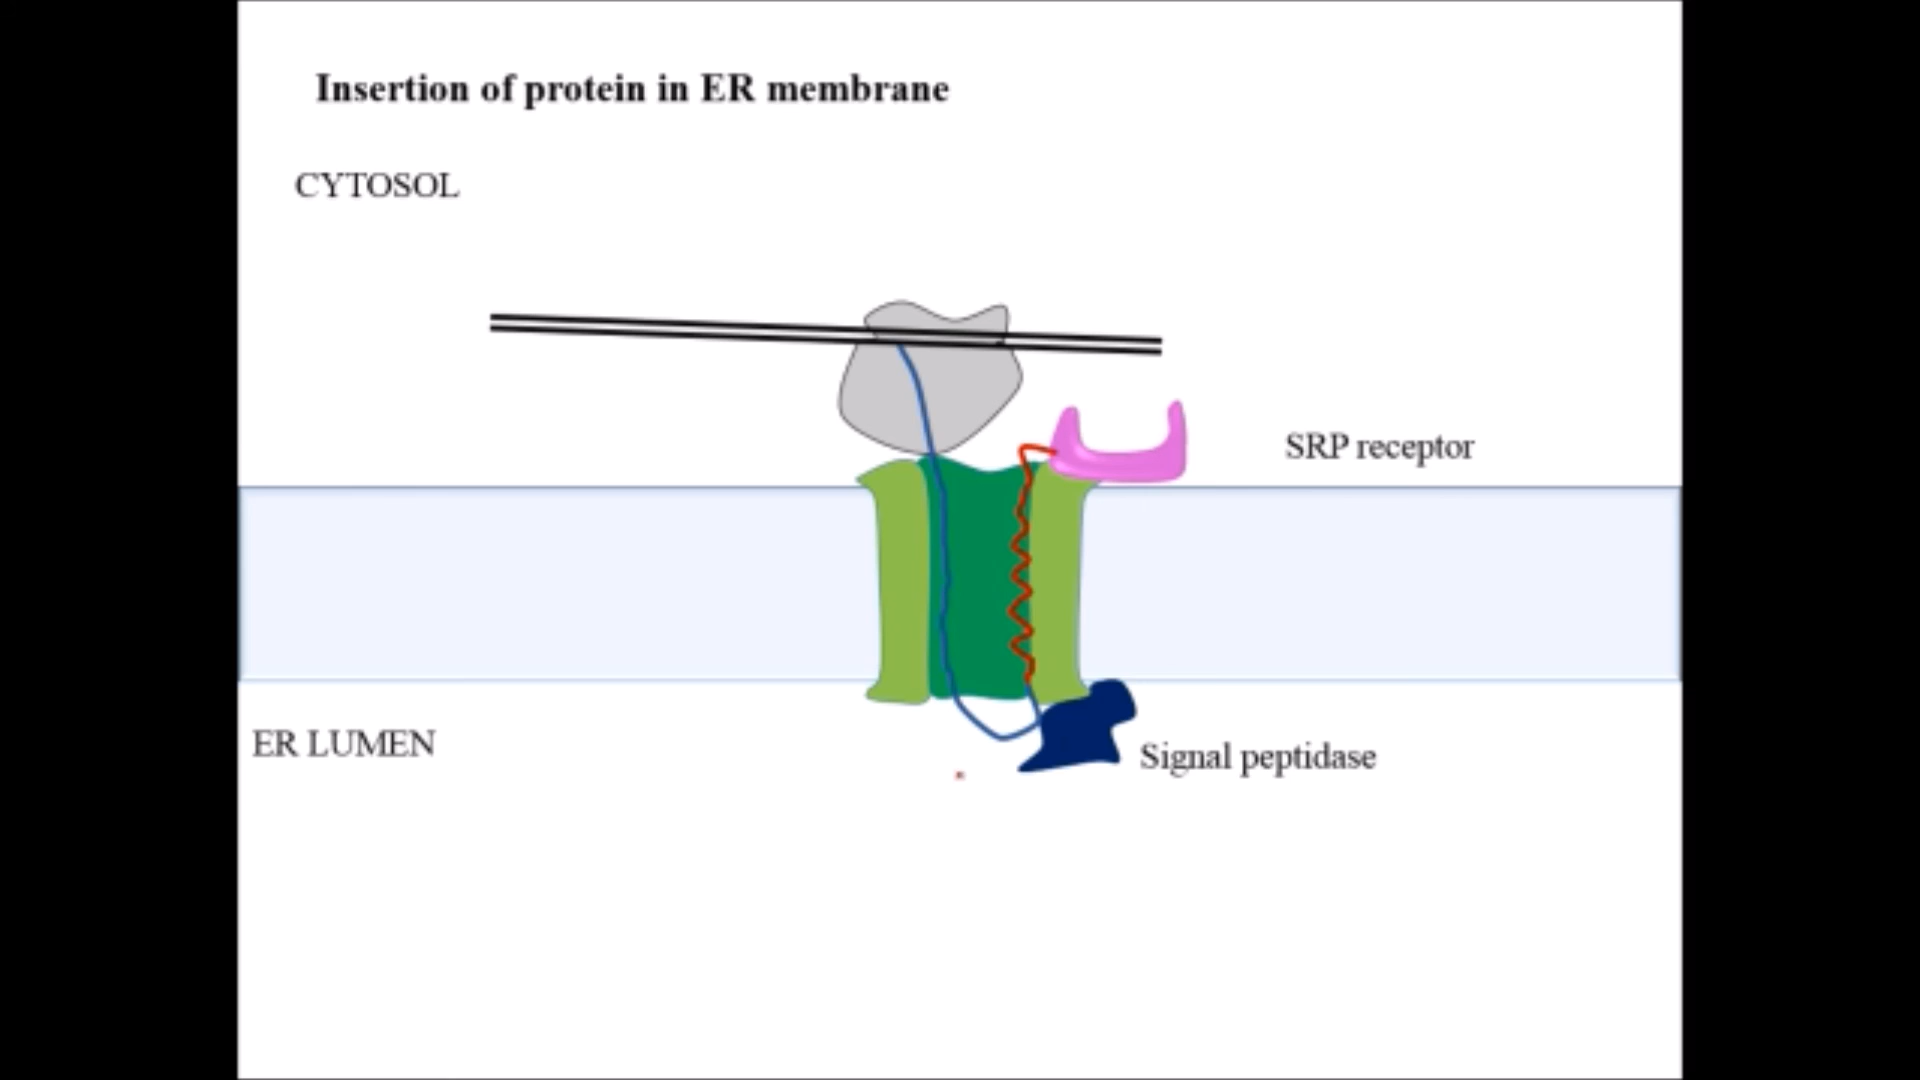 Insertion of protein in ER membrane
CYTOSOL
SRP receptor
ER LUMEN
Signal peptidase